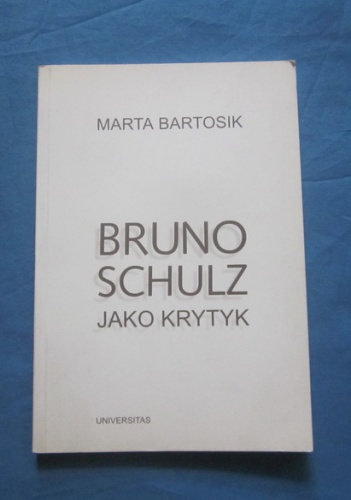 MARTA BARTOSIK
BRUNO
SCHULZ
JAKO KRYTYK
UNIVERSITAS